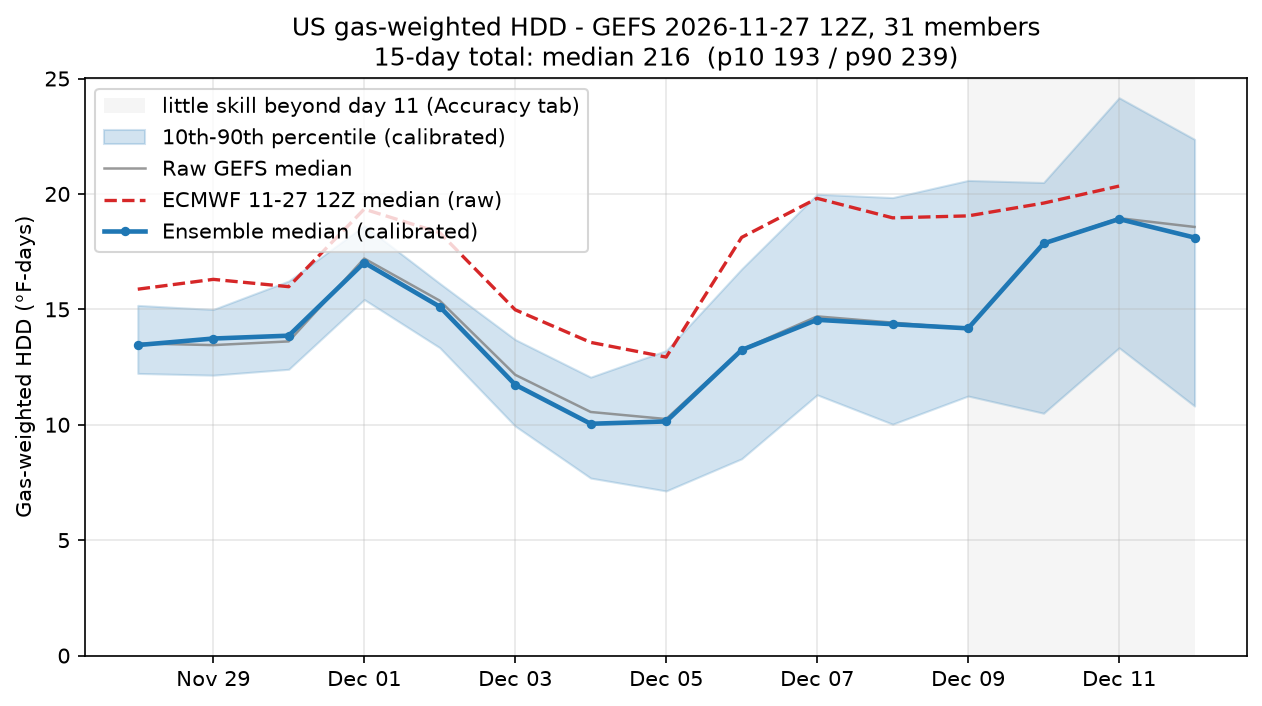 US gas-weighted HDD - GEFS 2026-11-27 12Z, 31 members
15-day total: median 216  (p10 193 / p90 239)
25
20
15
10
5
0
Gas-weighted HDD (°F-days)
little skill beyond day 11 (Accuracy tab)
10th-90th percentile (calibrated)
Raw GEFS median
ECMWF 11-27 12Z median (raw)
Ensemble median (calibrated)
Nov 29
Dec 01
Dec 03
Dec 05
Dec 07
Dec 09
Dec 11